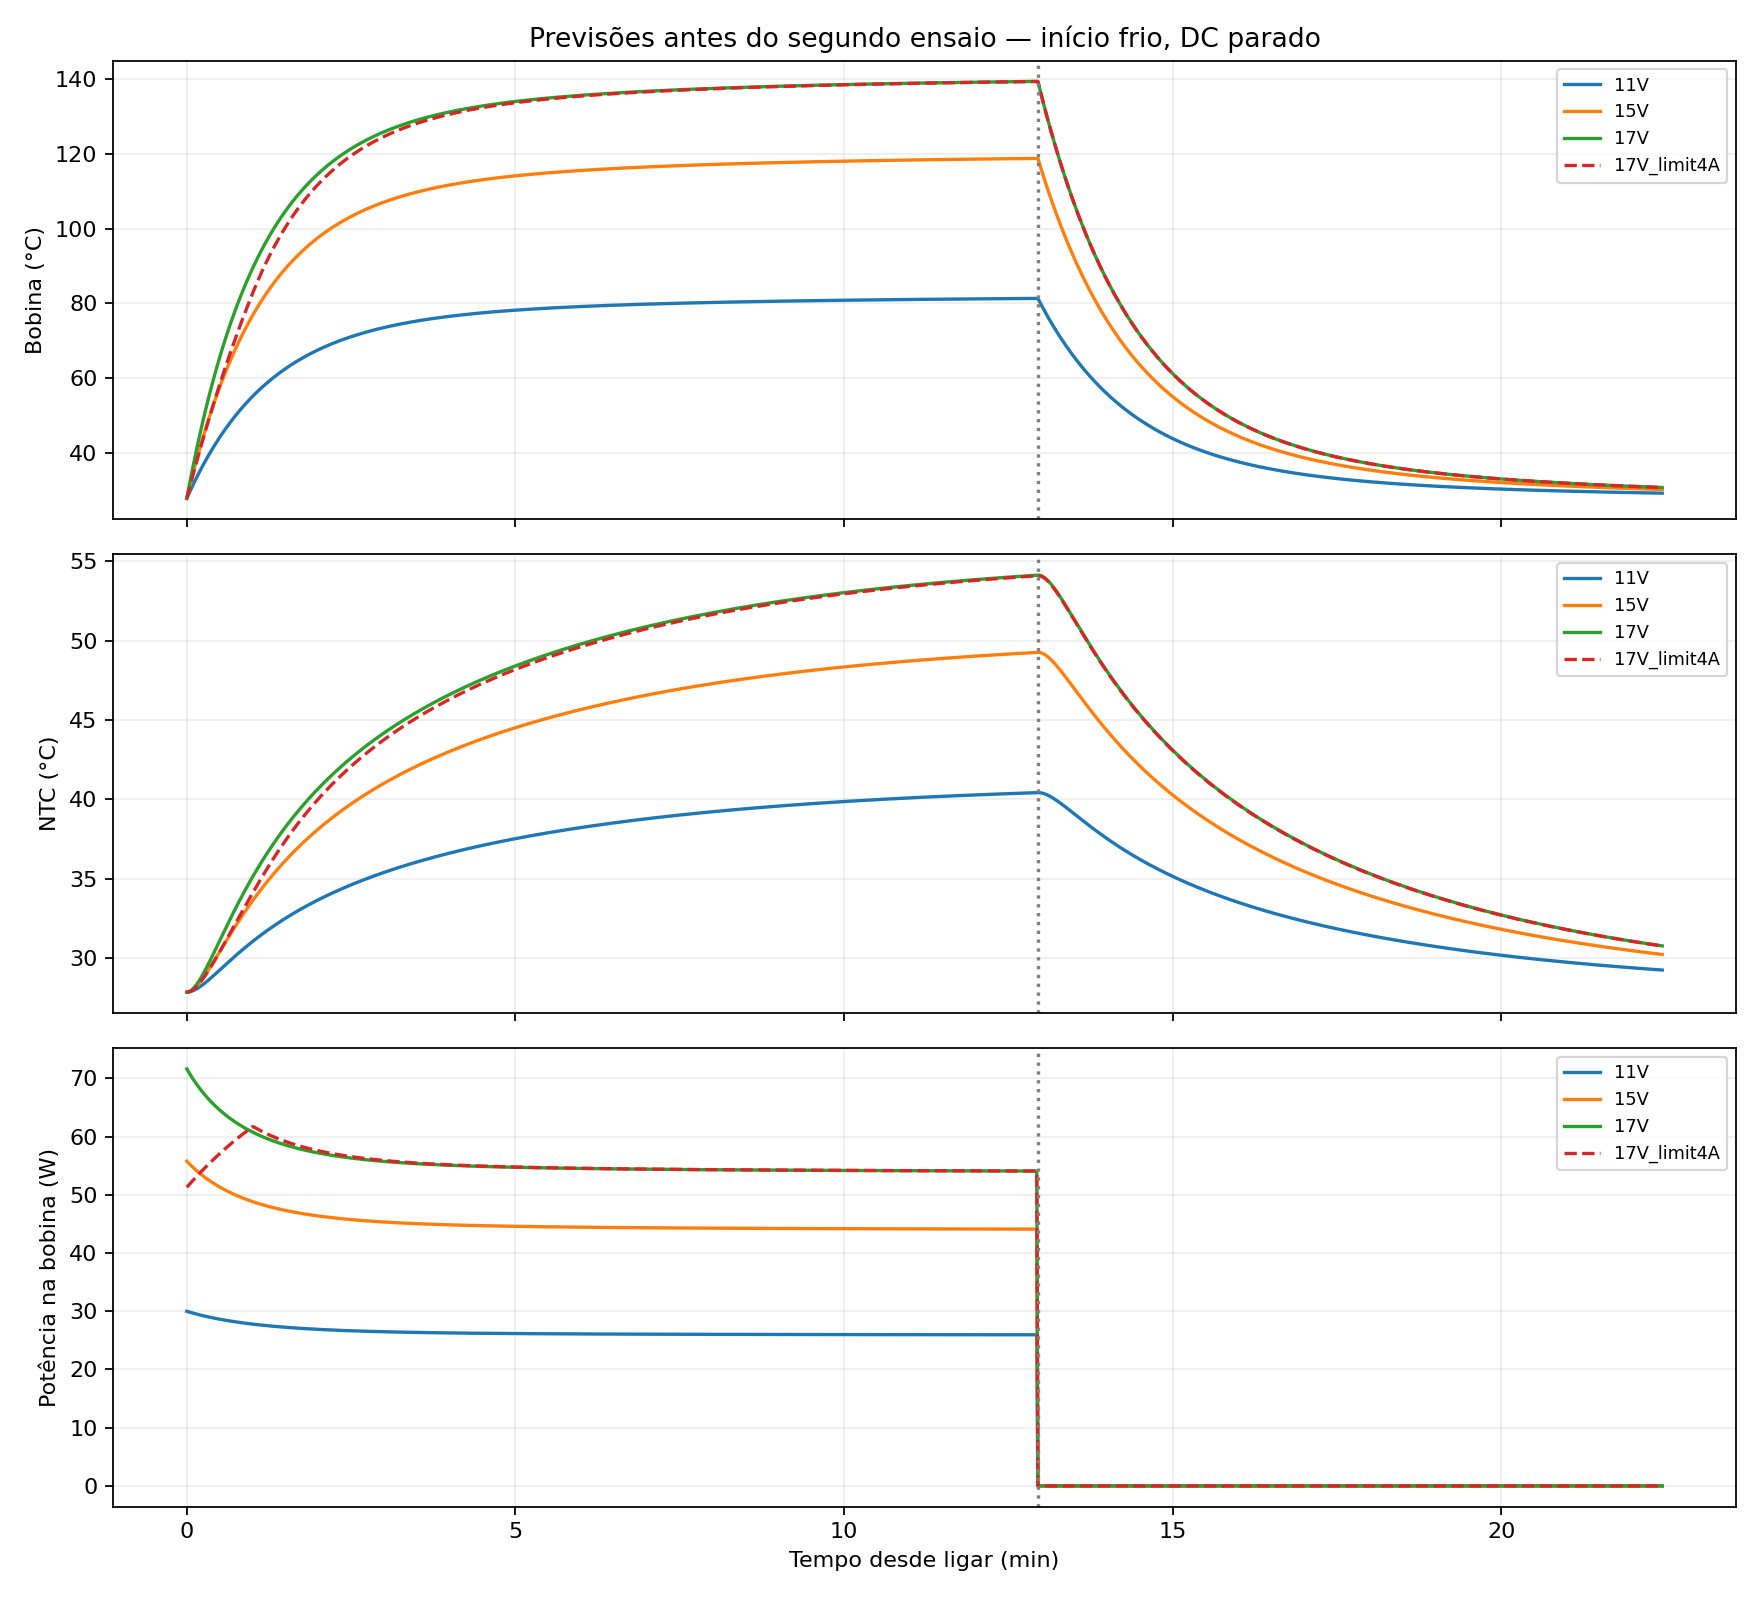 Previsões antes do segundo ensaio — início frio, DC parado
Bobina (°C)
140
120
100
80
60
40
11V
15V
17V
17V_limit4A
NTC (°C)
55
50
45
40
35
30
11V
15V
17V
17V_limit4A
Potência na bobina (W)
70
60
50
40
30
20
10
0
11V
15V
17V
17V_limit4A
0 5 10 15 20
Tempo desde ligar (min)